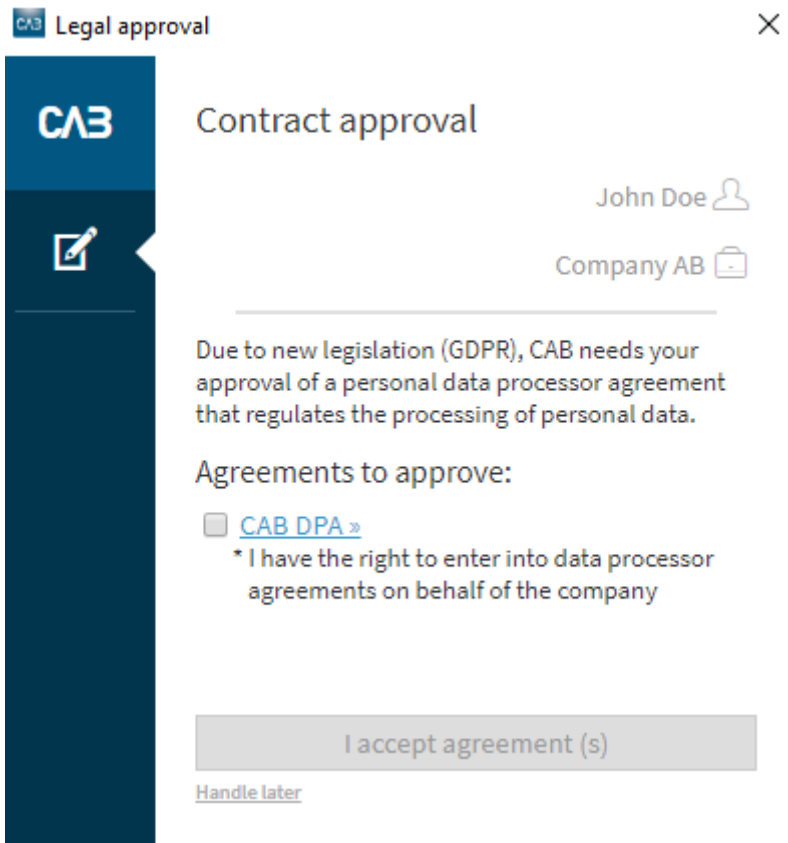 CAB Legal approval
CAB
Contract approval
John Doe
Company AB
Due to new legislation (GDPR), CAB needs your
approval of a personal data processor agreement
that regulates the processing of personal data.
Agreements to approve:
CAB DPA »
* I have the right to enter into data processor
agreements on behalf of the company
I accept agreement (s)
Handle later